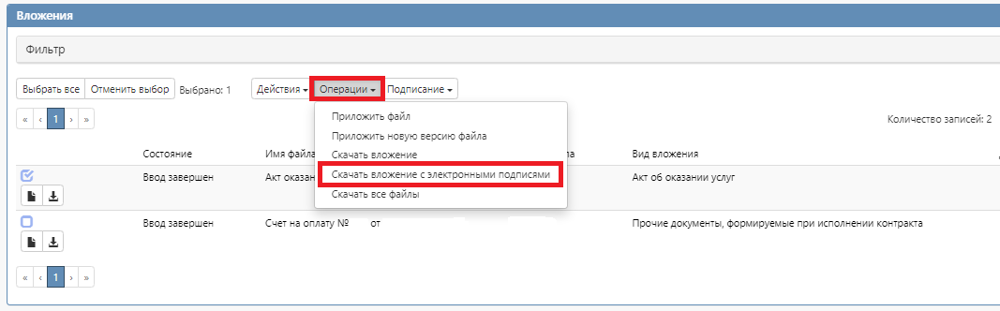 Вложения
Фильтр
Выбрать все Отменить выбор Выбрано: 1 Действия Операции Подписание
« ‹ 1 › »
Количество записей: 2
Приложить файл
Приложить новую версию файла
Скачать вложение
Скачать вложение с электронными подписями
Скачать все файлы
Состояние Имя файла Вид вложения
Ввод завершен Акт оказан Акт об оказании услуг
Ввод завершен Счет на оплату № от Прочие документы, формируемые при исполнении контракта
« ‹ 1 › »